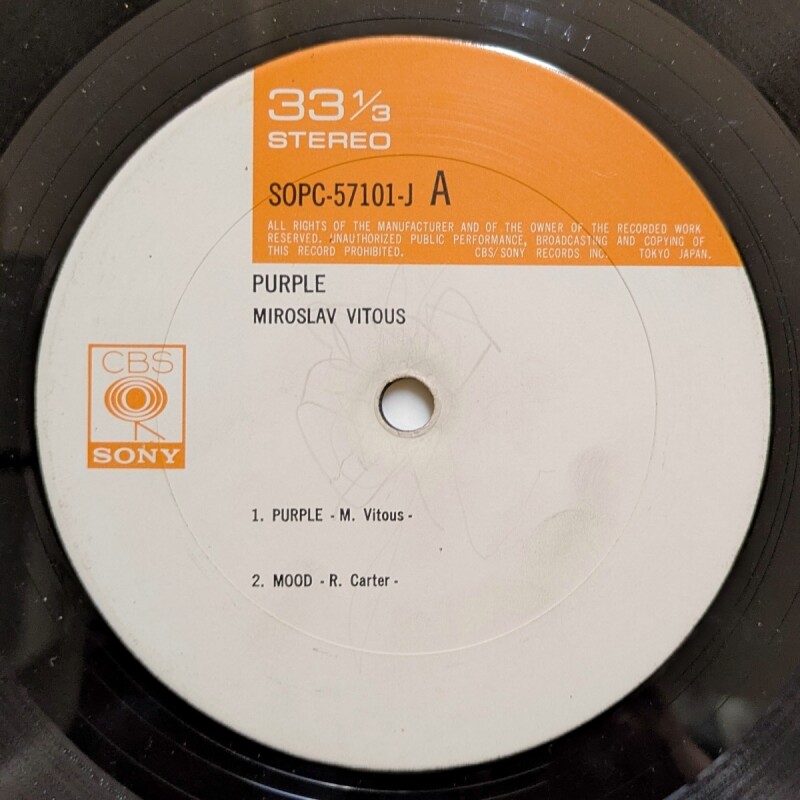 33 1/3
STEREO
SOPC-57101-J A
ALL RIGHTS OF THE MANUFACTURER AND OF THE OWNER OF THE RECORDED WORK
RESERVED. UNAUTHORIZED PUBLIC PERFORMANCE, BROADCASTING AND COPYING OF
THIS RECORD PROHIBITED. CBS/SONY RECORDS INC. TOKYO JAPAN.
PURPLE
MIROSLAV VITOUS
CBS
SONY
1. PURPLE - M. Vitous -
2. MOOD - R. Carter -